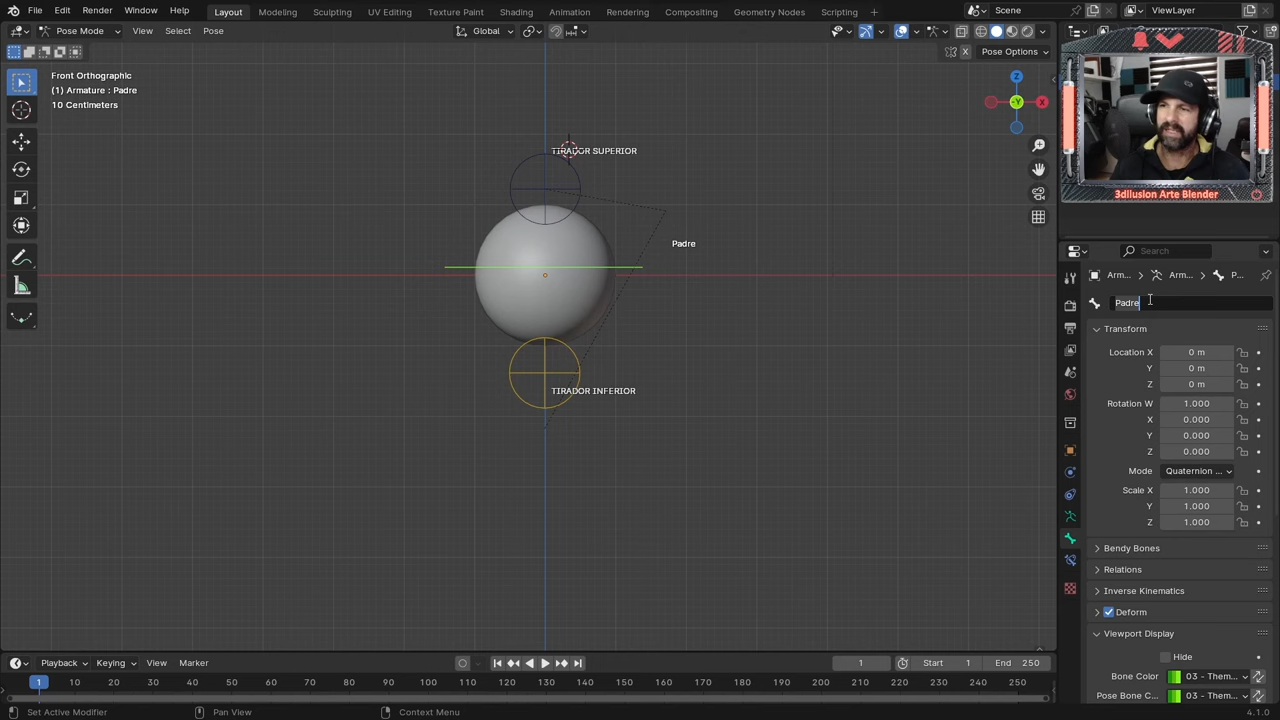 File Edit Render Window Help
Layout Modeling Sculpting UV Editing Texture Paint Shading Animation Rendering Compositing Geometry Nodes Scripting
Scene
ViewLayer
Pose Mode View Select Pose
Global
Pose Options
Front Orthographic
(1) Armature : Padre
10 Centimeters
Z
-Y
X
X
TIRADOR SUPERIOR
Padre
TIRADOR INFERIOR
3dIlusion Arte Blender
Search
Arm... > Arm... > P...
Padre
Transform
Location X 0 m
Y 0 m
Z 0 m
Rotation W 1.000
X 0.000
Y 0.000
Z 0.000
Mode Quaternion ...
Scale X 1.000
Y 1.000
Z 1.000
Bendy Bones
Relations
Inverse Kinematics
Deform
Viewport Display
Hide
Bone Color 03 - Them...
Pose Bone C... 03 - Them...
Playback Keying View Marker
1
Start 1
End 250
1 10 20 30 40 50 60 70 80 90 100 110 120 130 140 150 160 170 180 190 200 210 220 230 240 250
Set Active Modifier
Pan View
Context Menu
4.1.0